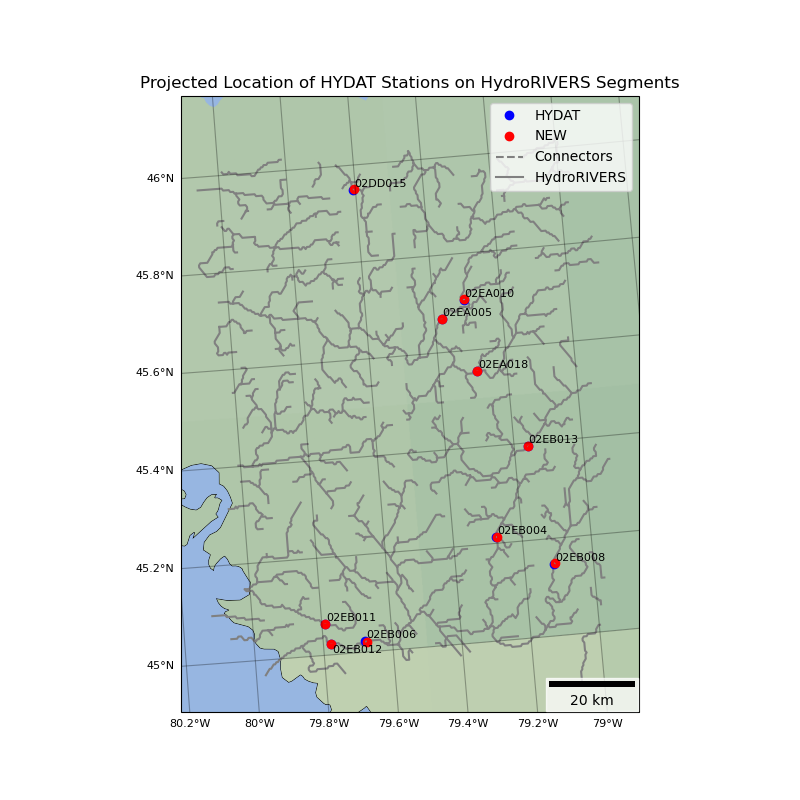 Projected Location of HYDAT Stations on HydroRIVERS Segments
HYDAT
NEW
Connectors
HydroRIVERS
46°N
02DD015
45.8°N
02EA010
02EA005
45.6°N
02EA018
02EB013
45.4°N
02EB004
02EB008
45.2°N
02EB011
02EB006
02EB012
45°N
20 km
80.2°W 80°W 79.8°W 79.6°W 79.4°W 79.2°W 79°W